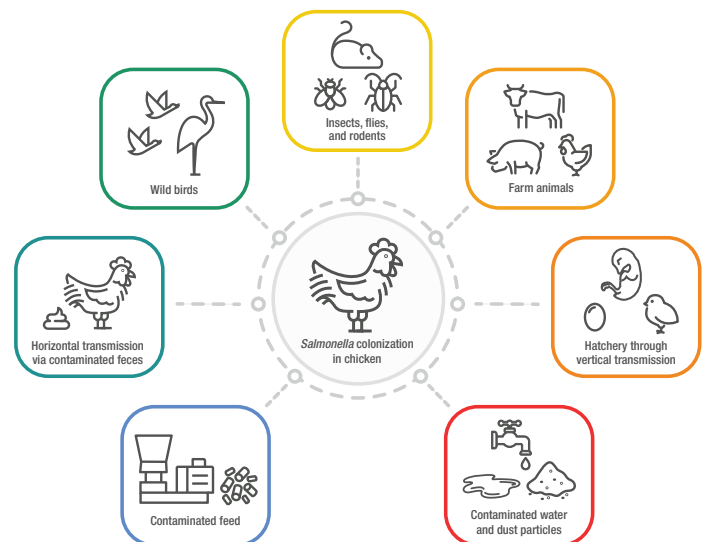 Insects, flies,
and rodents
Wild birds
Farm animals
Horizontal transmission
via contaminated feces
Salmonella colonization
in chicken
Hatchery through
vertical transmission
Contaminated feed
Contaminated water
and dust particles